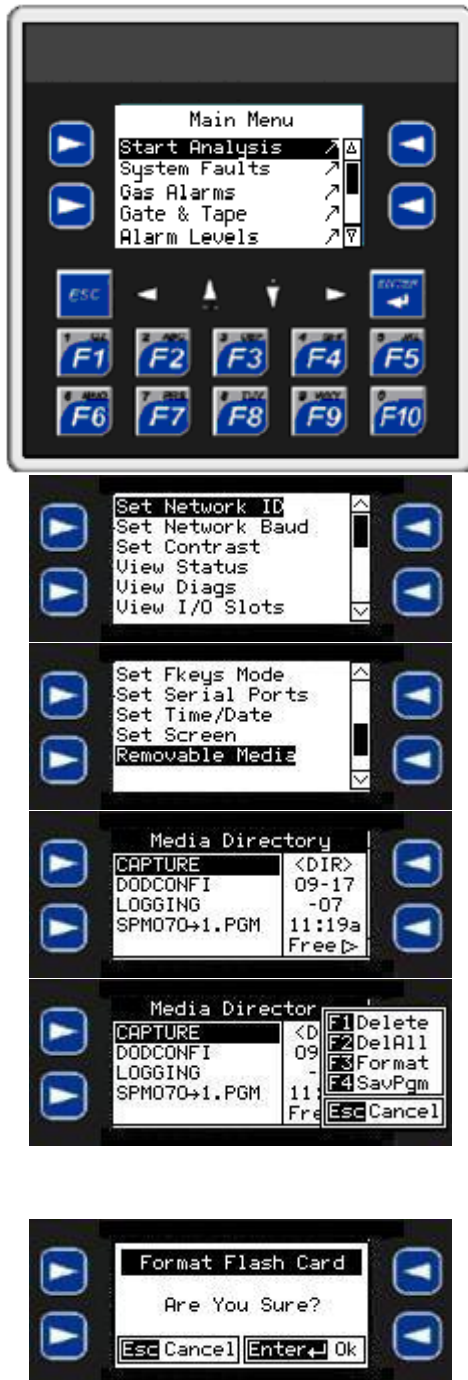 Main Menu
Start Analysis
System Faults
Gas Alarms
Gate & Tape
Alarm Levels
ESC
ENTER
F1 F2 F3 F4 F5
F6 F7 F8 F9 F10
Set Network ID
Set Network Baud
Set Contrast
View Status
View Diags
View I/O Slots
Set Fkeys Mode
Set Serial Ports
Set Time/Date
Set Screen
Removable Media
Media Directory
CAPTURE <DIR>
DODCONFI 09-17
LOGGING -07
SPM070→1.PGM 11:19a
Free
Media Director
CAPTURE <D
DODCONFI 09
LOGGING -
SPM070→1.PGM 11:
Fre
F1 Delete
F2 DelAll
F3 Format
F4 SavPgm
Esc Cancel
Format Flash Card
Are You Sure?
Esc Cancel Enter↵ Ok